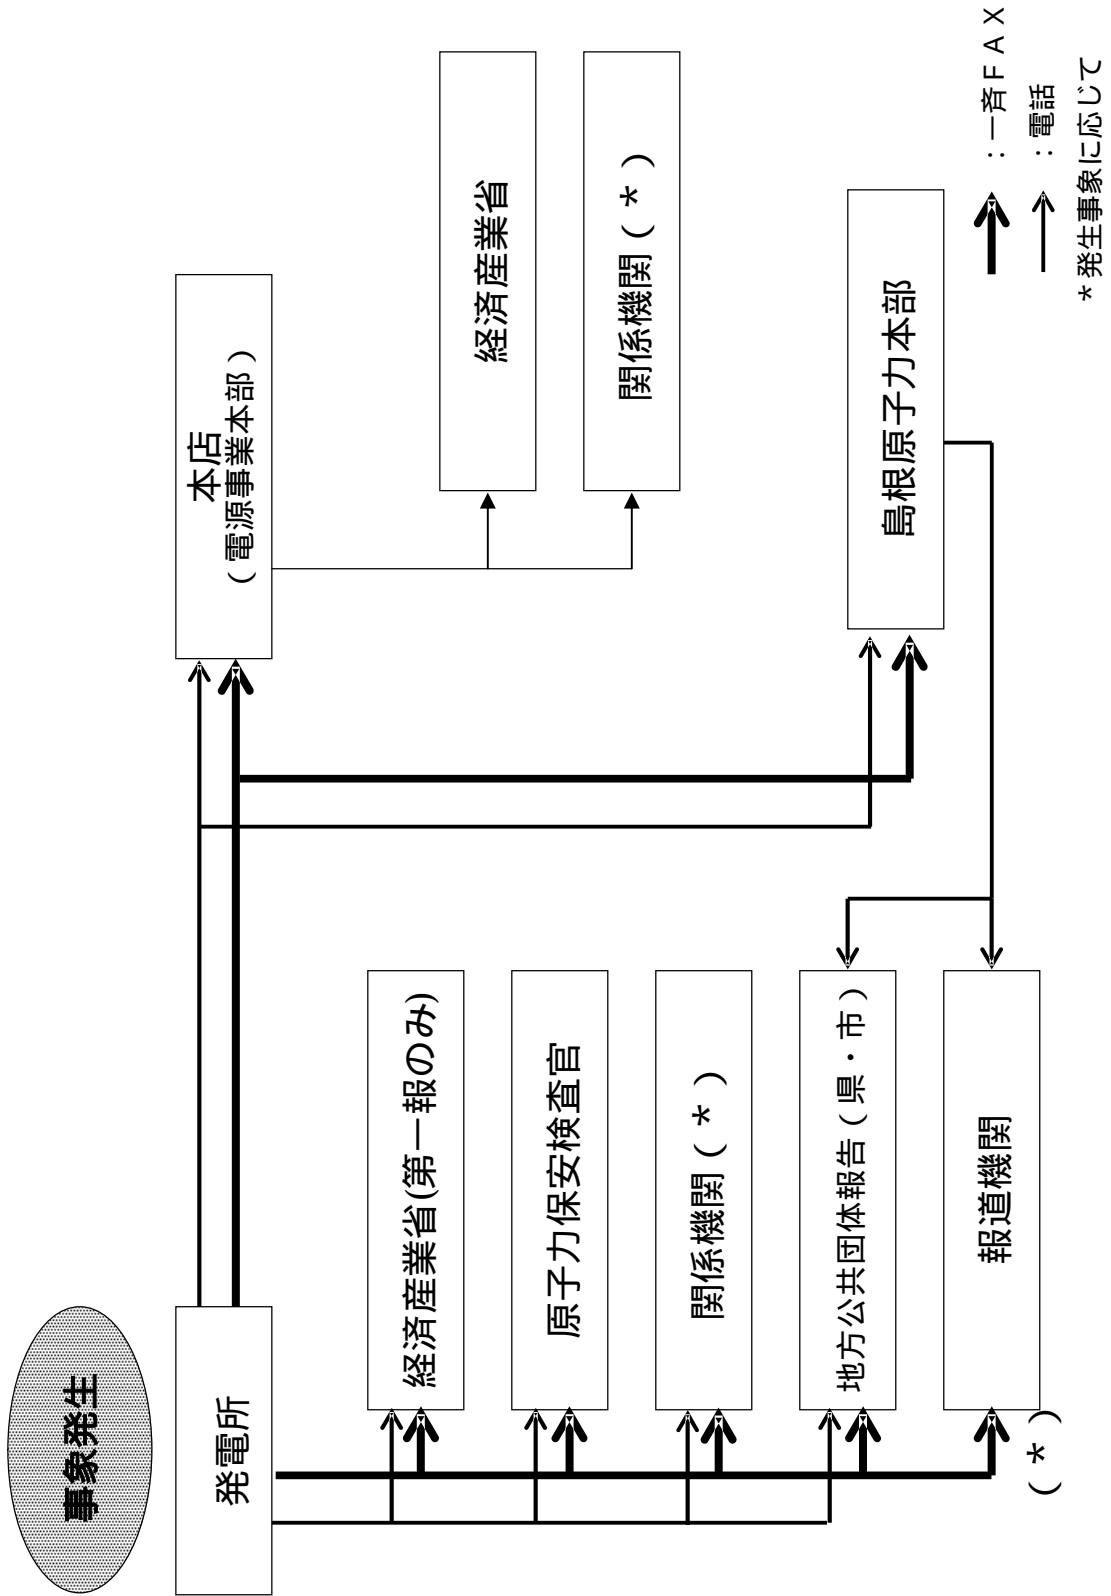 事象発生
発電所
本店
（電源事業本部）
経済産業省(第一報のみ)
原子力保安検査官
関係機関（＊）
地方公共団体報告（県・市）
報道機関
（＊）
経済産業省
関係機関（＊）
島根原子力本部
：一斉ＦＡＸ
：電話
＊発生事象に応じて